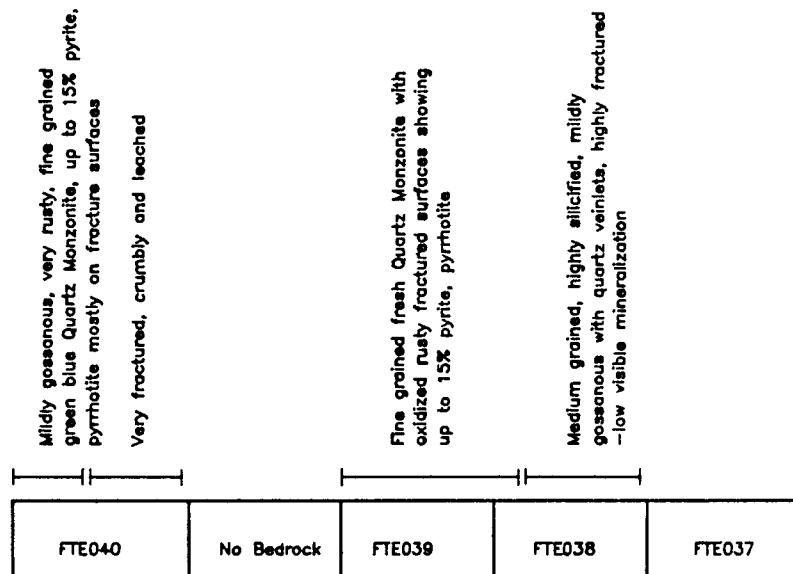 Mildly gossanous, very rusty, fine grained
green blue Quartz Monzonite, up to 15% pyrite,
pyrrhotite mostly on fracture surfaces
Very fractured, crumbly and leached
Fine grained fresh Quartz Monzonite with
oxidized rusty fractured surfaces showing
up to 15% pyrite, pyrrhotite
Medium grained, highly silicified, mildly
gossanous with quartz veinlets, highly fractured
-low visible mineralization
FTE040
No Bedrock
FTE039
FTE038
FTE037